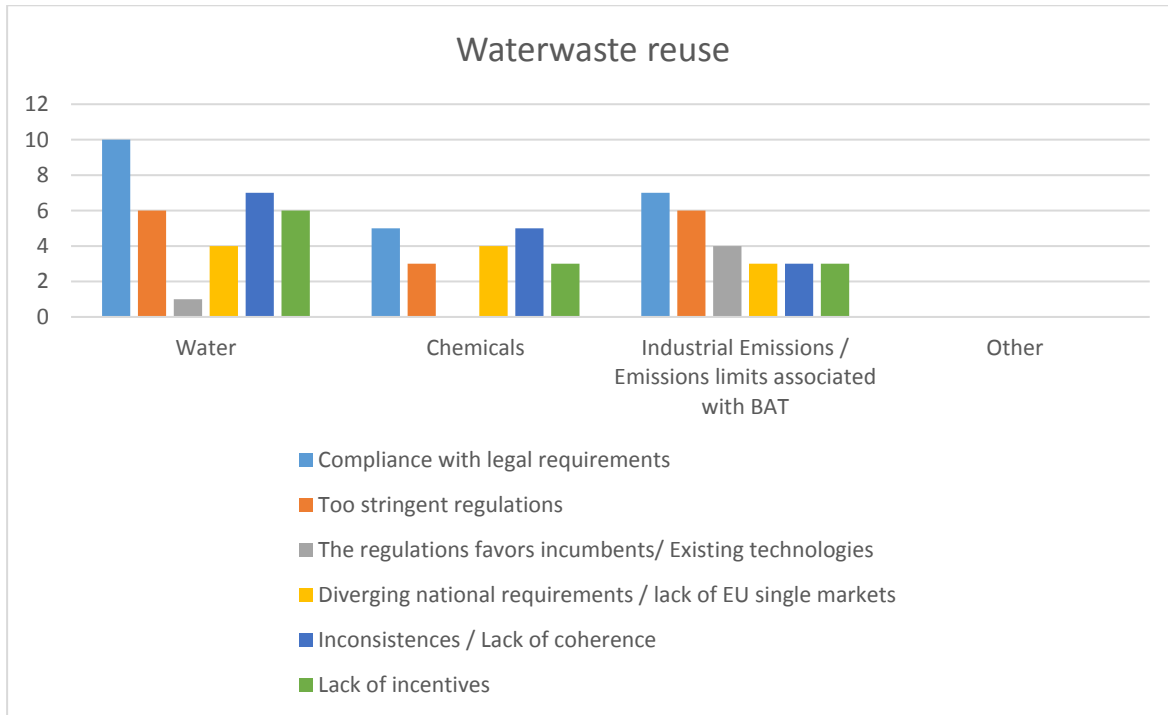 Waterwaste reuse
12
10
8
6
4
2
0
Water
Chemicals
Industrial Emissions /
Emissions limits associated
with BAT
Other
Compliance with legal requirements
Too stringent regulations
The regulations favors incumbents/ Existing technologies
Diverging national requirements / lack of EU single markets
Inconsistences / Lack of coherence
Lack of incentives